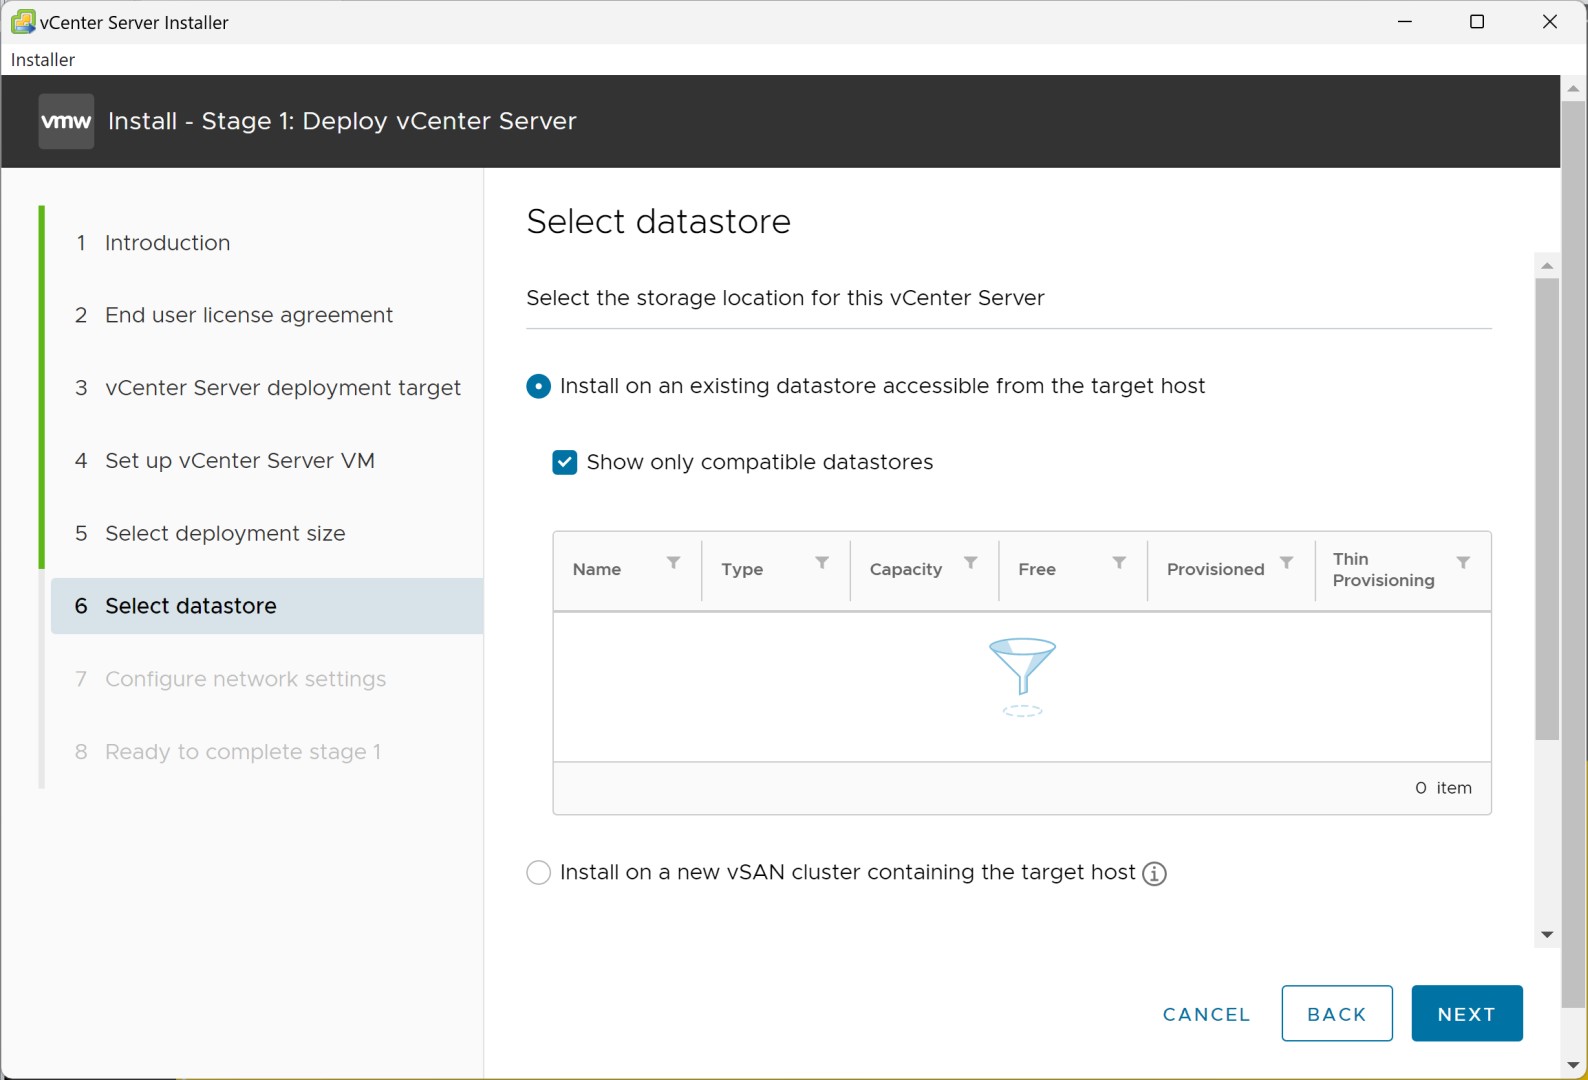 vCenter Server Installer
Installer
vmw Install - Stage 1: Deploy vCenter Server
1 Introduction
2 End user license agreement
3 vCenter Server deployment target
4 Set up vCenter Server VM
5 Select deployment size
6 Select datastore
7 Configure network settings
8 Ready to complete stage 1
Select datastore
Select the storage location for this vCenter Server
Install on an existing datastore accessible from the target host
Show only compatible datastores
Name Type Capacity Free Provisioned Thin
Provisioning
0 item
Install on a new vSAN cluster containing the target host
CANCEL BACK NEXT